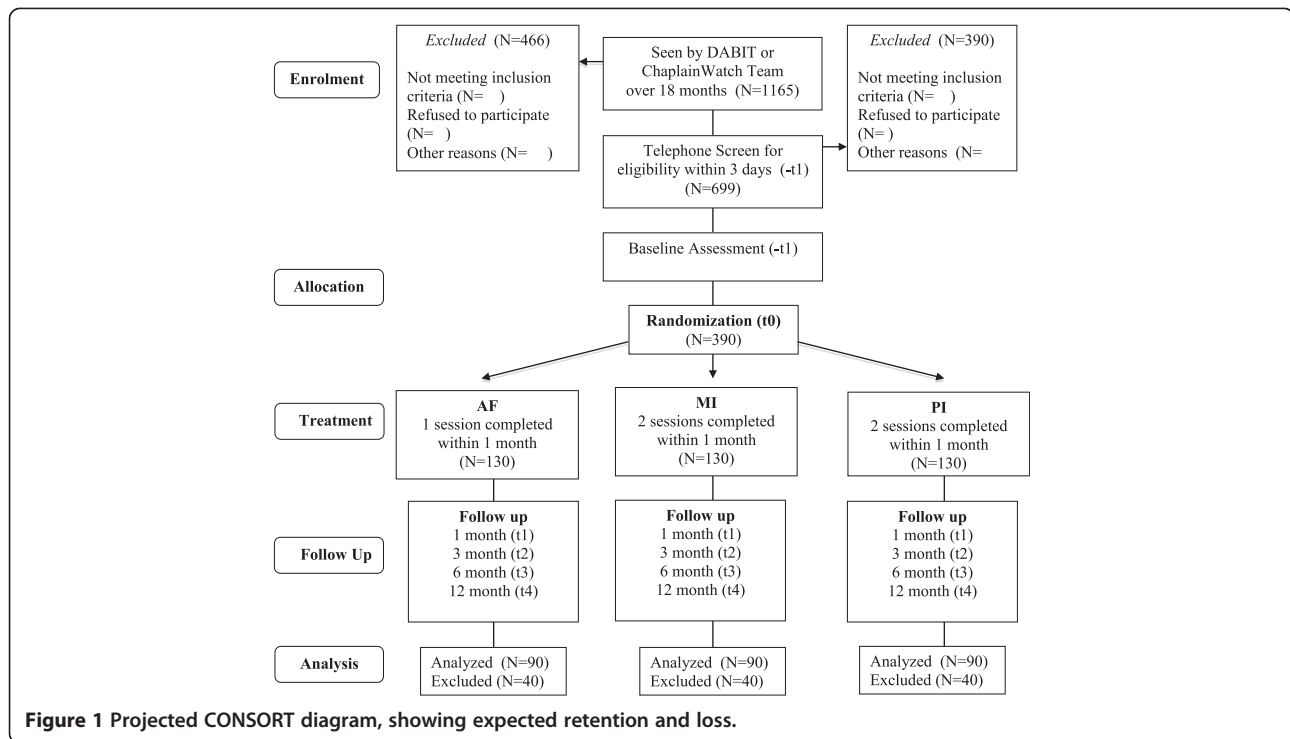 Enrolment
Excluded (N=466)
Not meeting inclusion
criteria (N= )
Refused to participate
(N= )
Other reasons (N= )
Seen by DABIT or
ChaplainWatch Team
over 18 months (N=1165)
Excluded (N=390)
Not meeting inclusion
criteria (N= )
Refused to participate
(N= )
Other reasons (N=
Telephone Screen for
eligibility within 3 days (-t1)
(N=699)
Baseline Assessment (-t1)
Allocation
Randomization (t0)
(N=390)
Treatment
AF
1 session completed
within 1 month
(N=130)
MI
2 sessions completed
within 1 month
(N=130)
PI
2 sessions completed
within 1 month
(N=130)
Follow Up
Follow up
1 month (t1)
3 month (t2)
6 month (t3)
12 month (t4)
Follow up
1 month (t1)
3 month (t2)
6 month (t3)
12 month (t4)
Follow up
1 month (t1)
3 month (t2)
6 month (t3)
12 month (t4)
Analysis
Analyzed (N=90)
Excluded (N=40)
Analyzed (N=90)
Excluded (N=40)
Analyzed (N=90)
Excluded (N=40)
Figure 1 Projected CONSORT diagram, showing expected retention and loss.